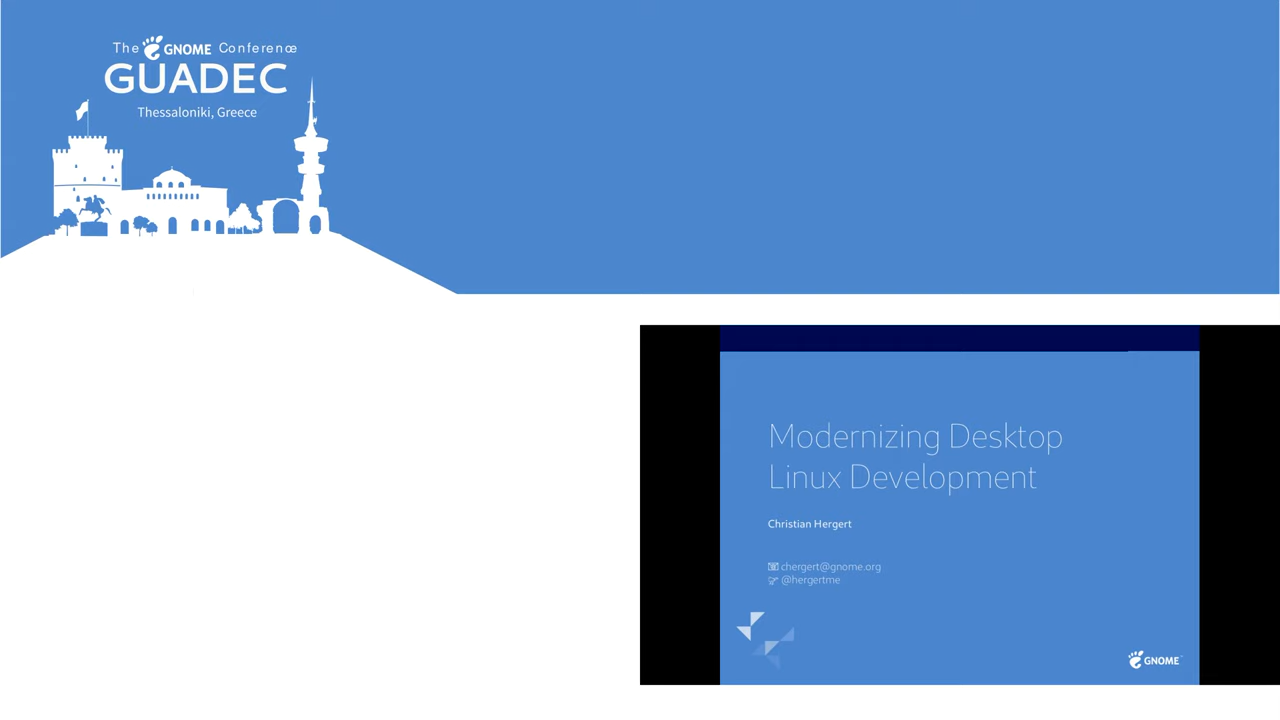 The GNOME Conference
GUADEC
Thessaloniki, Greece
Modernizing Desktop
Linux Development
Christian Hergert
chergert@gnome.org
@hergertme
GNOME